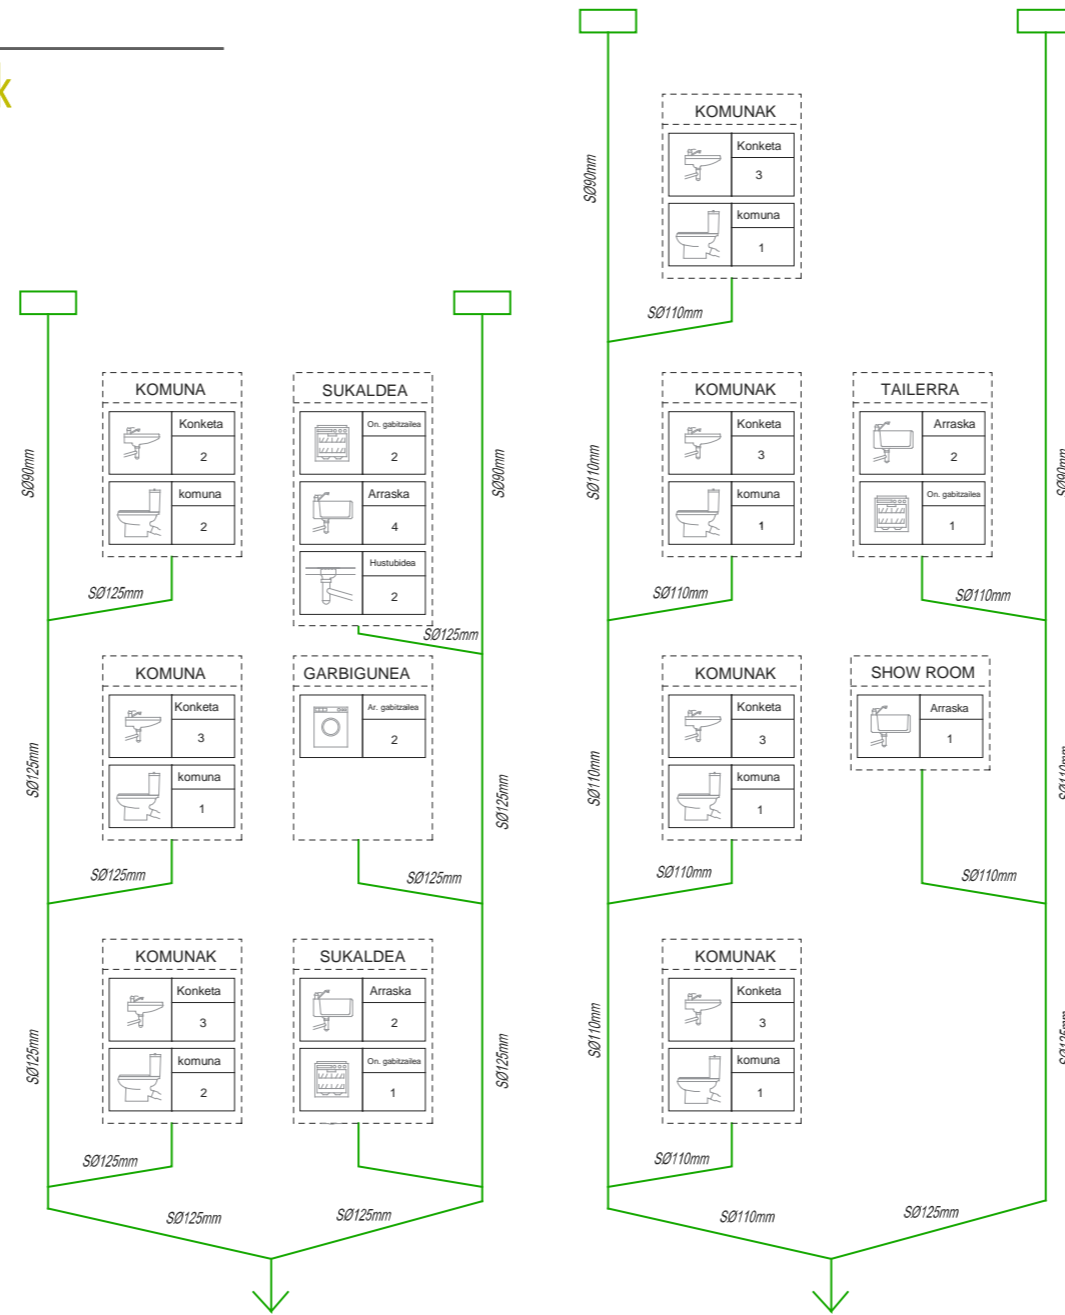 k
KOMUNAK
Konketa
3
komuna
1
SØ90mm
SØ110mm
KOMUNA
Konketa
2
komuna
2
SØ90mm
SØ125mm
SUKALDEA
On. gabitzailea
2
Arraska
4
Hustubidea
2
SØ90mm
SØ125mm
KOMUNAK
Konketa
3
komuna
1
SØ110mm
SØ110mm
TAILERRA
Arraska
2
On. gabitzailea
1
SØ90mm
SØ110mm
KOMUNA
Konketa
3
komuna
1
SØ125mm
SØ125mm
GARBIGUNEA
Ar. gabitzailea
2
SØ125mm
SØ125mm
KOMUNAK
Konketa
3
komuna
1
SØ110mm
SØ110mm
SHOW ROOM
Arraska
1
SØ110mm
SØ110mm
KOMUNAK
Konketa
3
komuna
2
SØ125mm
SØ125mm
SUKALDEA
Arraska
2
On. gabitzailea
1
SØ125mm
KOMUNAK
Konketa
3
komuna
1
SØ110mm
SØ110mm
SØ125mm
SØ125mm
SØ125mm
SØ110mm
SØ125mm